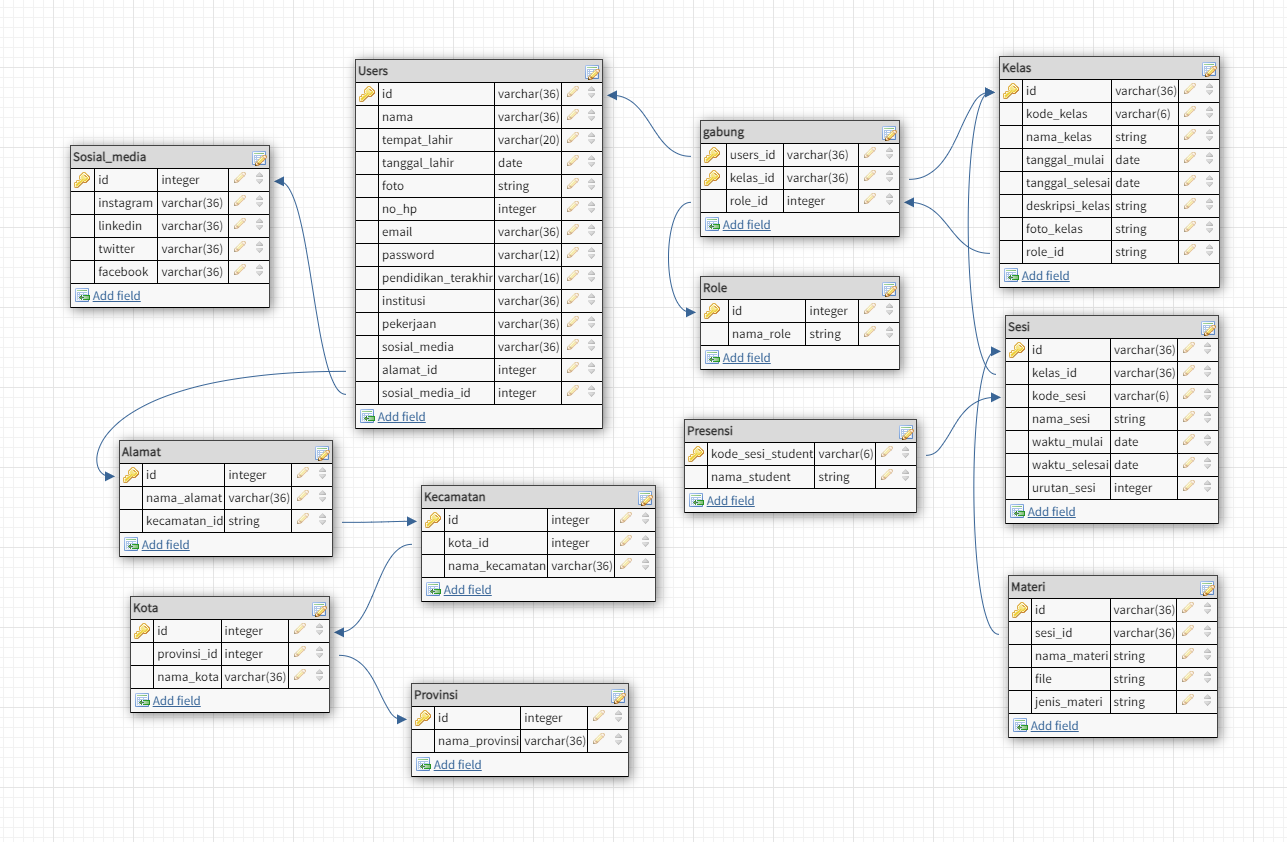 Users
id varchar(36)
nama varchar(36)
tempat_lahir varchar(20)
tanggal_lahir date
foto string
no_hp integer
email varchar(36)
password varchar(12)
pendidikan_terakhir varchar(16)
institusi varchar(36)
pekerjaan varchar(36)
sosial_media varchar(36)
alamat_id integer
sosial_media_id integer
Add field
Sosial_media
id integer
instagram varchar(36)
linkedin varchar(36)
twitter varchar(36)
facebook varchar(36)
Add field
gabung
users_id varchar(36)
kelas_id varchar(36)
role_id integer
Add field
Kelas
id varchar(36)
kode_kelas varchar(6)
nama_kelas string
tanggal_mulai date
tanggal_selesai date
deskripsi_kelas string
foto_kelas string
role_id string
Add field
Role
id integer
nama_role string
Add field
Sesi
id varchar(36)
kelas_id varchar(36)
kode_sesi varchar(6)
nama_sesi string
waktu_mulai date
waktu_selesai date
urutan_sesi integer
Add field
Presensi
kode_sesi_student varchar(6)
nama_student string
Add field
Alamat
id integer
nama_alamat varchar(36)
kecamatan_id string
Add field
Kecamatan
id integer
kota_id integer
nama_kecamatan varchar(36)
Add field
Kota
id integer
provinsi_id integer
nama_kota varchar(36)
Add field
Provinsi
id integer
nama_provinsi varchar(36)
Add field
Materi
id varchar(36)
sesi_id varchar(36)
nama_materi string
file string
jenis_materi string
Add field